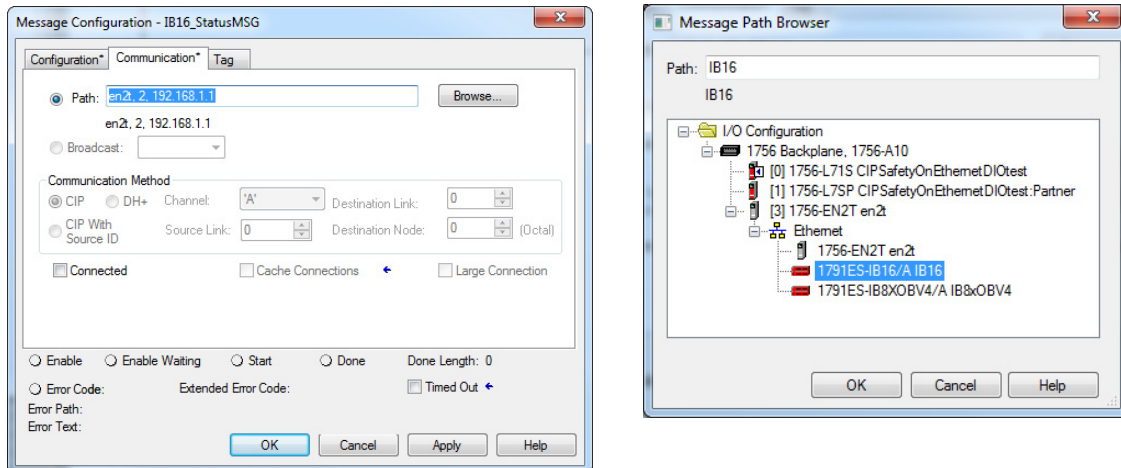 Message Configuration - IB16_StatusMSG
Configuration* Communication* Tag
Path: en2t, 2, 192.168.1.1 Browse...
en2t, 2, 192.168.1.1
Broadcast:
Communication Method
CIP DH+ Channel: 'A' Destination Link: 0
CIP With Source ID Source Link: 0 Destination Node: 0 (Octal)
Connected Cache Connections Large Connection
Enable Enable Waiting Start Done Done Length: 0
Error Code: Extended Error Code: Timed Out
Error Path:
Error Text:
OK Cancel Apply Help
Message Path Browser
Path: IB16
IB16
I/O Configuration
1756 Backplane, 1756-A10
[0] 1756-L71S CIPSafetyOnEthernetDIOtest
[1] 1756-L7SP CIPSafetyOnEthernetDIOtest:Partner
[3] 1756-EN2T en2t
Ethernet
1756-EN2T en2t
1791ES-IB16/A IB16
1791ES-IB8XOBV4/A IB8xOBV4
OK Cancel Help